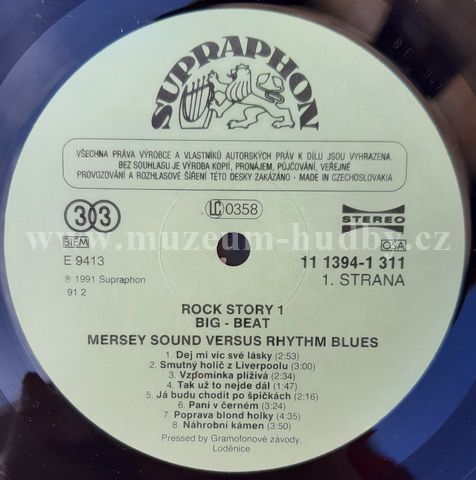 SUPRAPHON
VŠECHNA PRÁVA VÝROBCE A VLASTNÍKŮ AUTORSKÝCH PRÁV K DÍLU JSOU VYHRAZENA.
BEZ SOUHLASU JE VÝROBA KOPIÍ, PRONÁJEM, PŮJČOVÁNÍ, VEŘEJNÉ
PROVOZOVÁNÍ A ROZHLASOVÉ ŠÍŘENÍ TÉTO DESKY ZAKÁZÁNO - MADE IN CZECHOSLOVAKIA
33 LC 0358 STEREO
BIEM OSA
www.muzeum-hudby.cz
E 9413 11 1394-1 311
℗ 1991 Supraphon 1. STRANA
91 2
ROCK STORY 1
BIG - BEAT
MERSEY SOUND VERSUS RHYTHM BLUES
1. Dej mi víc své lásky (2:53)
2. Smutný holič z Liverpoolu (3:00)
3. Vzpomínka plíživá (3:34)
4. Tak už to nejde dál (1:47)
5. Já budu chodit po špičkách (2:16)
6. Paní v černém (3:24)
7. Poprava blond holky (4:35)
8. Náhrobní kámen (3:50)
Pressed by Gramofonové závody,
Loděnice